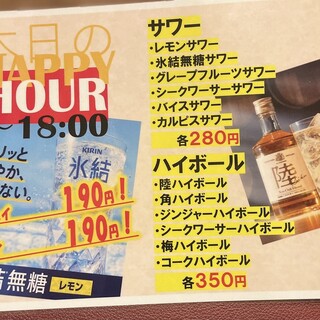 本日の
HAPPY
HOUR
~18:00
KIRIN
氷結
190円!
190円!
無糖 レモン
サワー
・レモンサワー
・氷結無糖サワー
・グレープフルーツサワー
・シークワーサーサワー
・バイスサワー
・カルピスサワー
各280円
ハイボール
・陸ハイボール
・角ハイボール
・ジンジャーハイボール
・シークワーサーハイボール
・梅ハイボール
・コークハイボール
各350円
陸